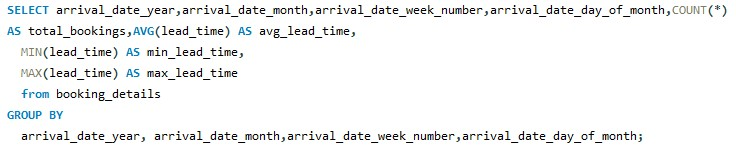 SELECT arrival_date_year,arrival_date_month,arrival_date_week_number,arrival_date_day_of_month,COUNT(*)
AS total_bookings,AVG(lead_time) AS avg_lead_time,
MIN(lead_time) AS min_lead_time,
MAX(lead_time) AS max_lead_time
from booking_details
GROUP BY
arrival_date_year, arrival_date_month,arrival_date_week_number,arrival_date_day_of_month;